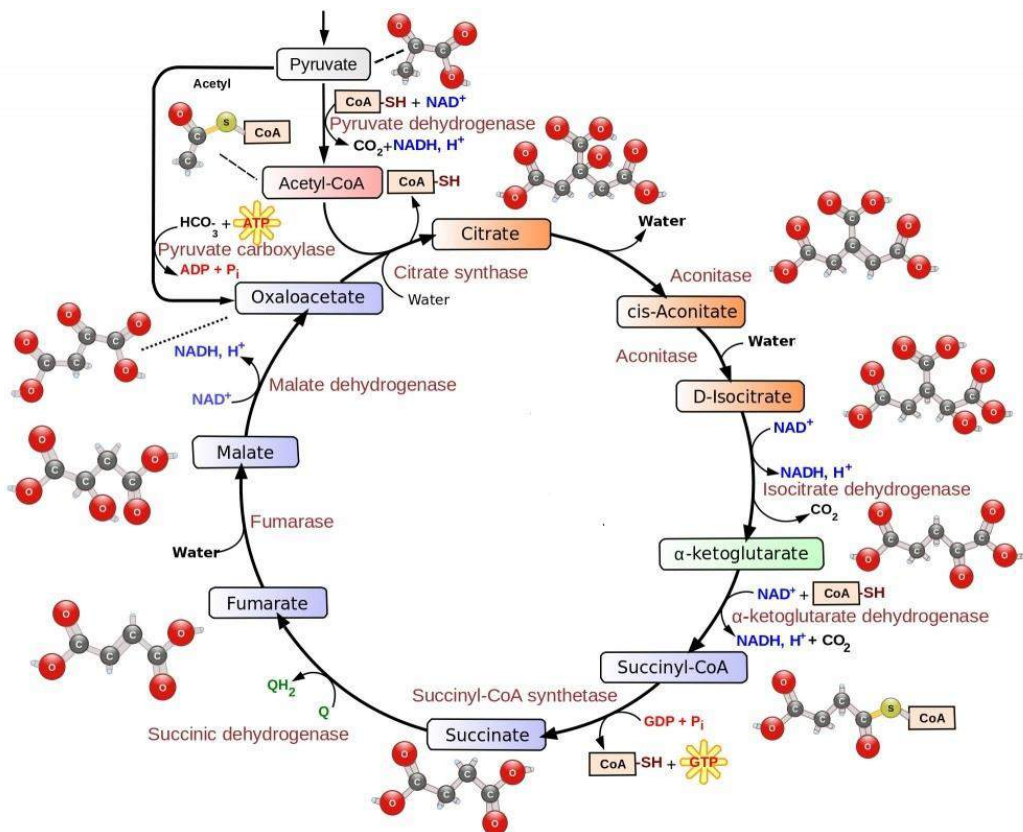 Pyruvate
Acetyl
CoA
CoA-SH + NAD+
Pyruvate dehydrogenase
CO2+NADH, H+
Acetyl-CoA
CoA-SH
HCO3- + ATP
Pyruvate carboxylase
ADP + Pi
Citrate
Citrate synthase
Water
Oxaloacetate
Water
Aconitase
cis-Aconitate
Aconitase
Water
D-Isocitrate
NAD+
NADH, H+
Isocitrate dehydrogenase
CO2
α-ketoglutarate
NAD+ + CoA-SH
α-ketoglutarate dehydrogenase
NADH, H+ + CO2
Succinyl-CoA
CoA
Succinyl-CoA synthetase
GDP + Pi
CoA-SH + GTP
Succinate
Succinic dehydrogenase
Q
QH2
Fumarate
Water
Fumarase
Malate
NAD+
NADH, H+
Malate dehydrogenase